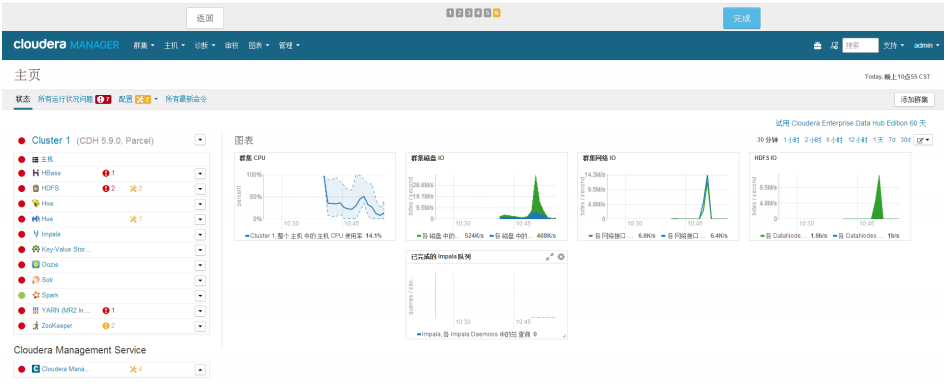 返回
1 2 3 4 5 6
完成
cloudera MANAGER 群集 主机 诊断 审核 图表 管理 搜索 支持 admin
主页
Today, 晚上10点55 CST
状态 所有运行状况问题 7 配置 7 所有最新命令 添加群集
试用 Cloudera Enterprise Data Hub Edition 60 天
Cluster 1 (CDH 5.9.0, Parcel)
图表
30 分钟 1小时 2小时 6小时 12小时 1天 7d 30d
主机
HBase 1
HDFS 2 2
Hive
Hue 1
Impala
Key-Value Stor...
Oozie
Solr
Spark
YARN (MR2 In... 1
ZooKeeper 2
Cloudera Management Service
Cloudera Mana... 4
群集 CPU
percent
100%
50%
0%
10:30 10:45
Cluster 1, 整个 主机 中的主机 CPU 使用率 14.1%
群集磁盘 IO
bytes / second
28.6M/s
19.1M/s
9.5M/s
0
10:30 10:45
各 磁盘 中的... 524K/s 各 磁盘 中的... 408K/s
群集网络 IO
bytes / second
14.3M/s
9.5M/s
4.8M/s
0
10:30 10:45
各 网络接口 ... 6.9K/s 各 网络接口 ... 6.4K/s
HDFS IO
bytes / second
9.5M/s
4.8M/s
0
10:30 10:45
各 DataNodes ... 1.9b/s 各 DataNodes ... 1b/s
已完成的 Impala 队列
queries / sec...
10:30 10:45
Impala, 各 Impala Daemons 中的总 查询 0